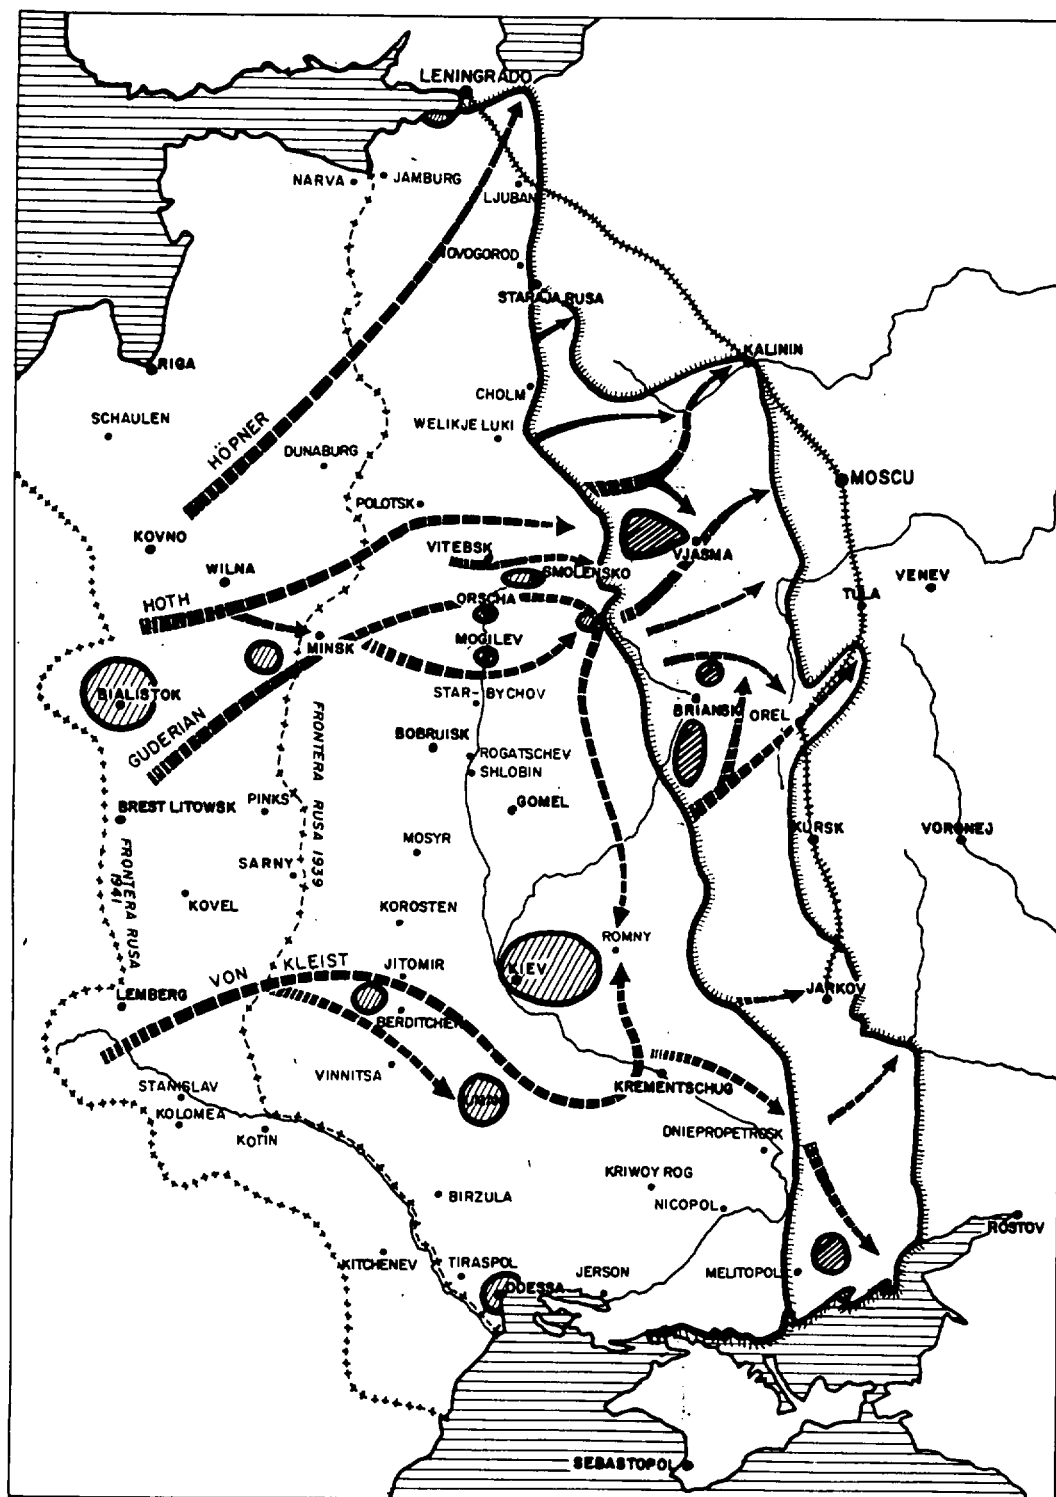 LENINGRADO
NARVA
JAMBURG
LJUBAN
NOVOGOROD
STARAJA RUSA
RIGA
KALININ
CHOLM
SCHAULEN
WELIKJE LUKI
HÖPNER
DUNABURG
MOSCU
POLOTSK
KOVNO
VITEBSK
VJASMA
SMOLENSKO
WILNA
VENEV
TULA
HOTH
ORSCHA
MOGILEV
MINSK
BIALISTOK
STAR-BYCHOV
BRIANSK
OREL
GUDERIAN
BOBRUISK
ROGATSCHEV
SHLOBIN
FRONTERA RUSA 1939
PINKS
GOMEL
BREST LITOWSK
KURSK
VORONEJ
MOSYR
SARNY
FRONTERA RUSA
1941
KOVEL
KOROSTEN
ROMNY
VON KLEIST
JITOMIR
KIEV
LEMBERG
JARKOV
BERDITCHEV
VINNITSA
STANISLAV
KREMENTSCHUG
KOLOMEA
KOTIN
DNIEPROPETROSK
KRIWOY ROG
BIRZULA
NICOPOL
ROSTOV
KITCHENEV
TIRASPOL
JERSON
MELITOPOL
ODESSA
SEBASTOPOL